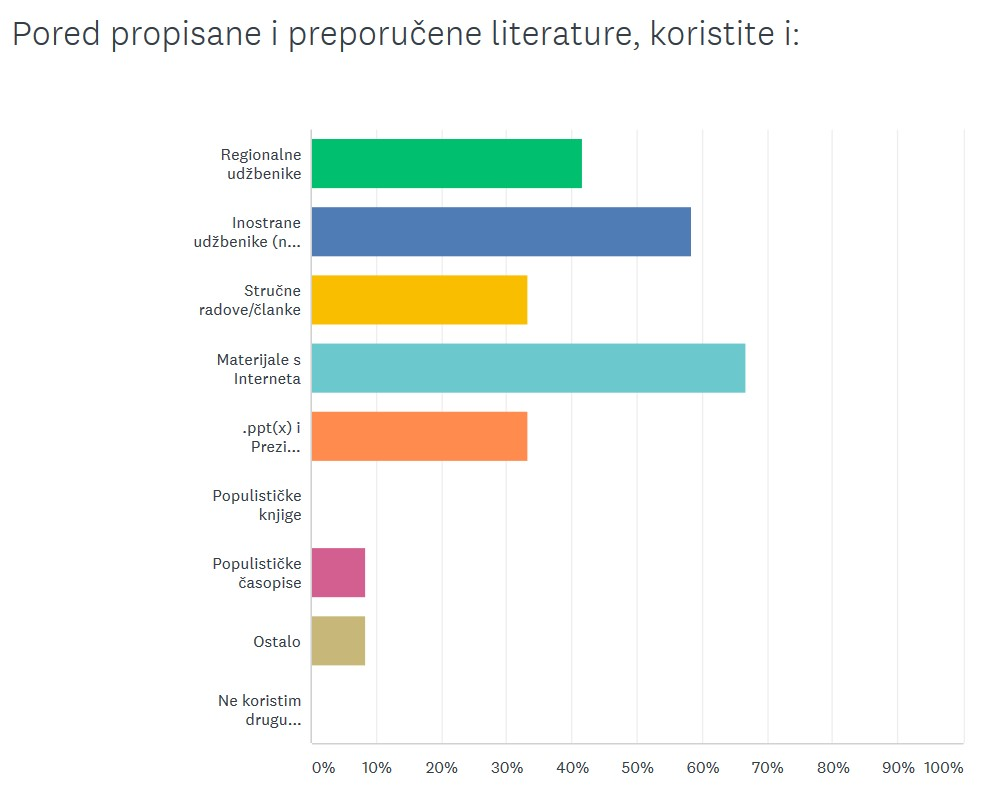 Pored propisane i preporučene literature, koristite i:
Regionalne
udžbenike
Inostrane
udžbenike (n...
Stručne
radove/članke
Materijale s
Interneta
.ppt(x) i
Prezi...
Populističke
knjige
Populističke
časopise
Ostalo
Ne koristim
drugu...
0% 10% 20% 30% 40% 50% 60% 70% 80% 90% 100%